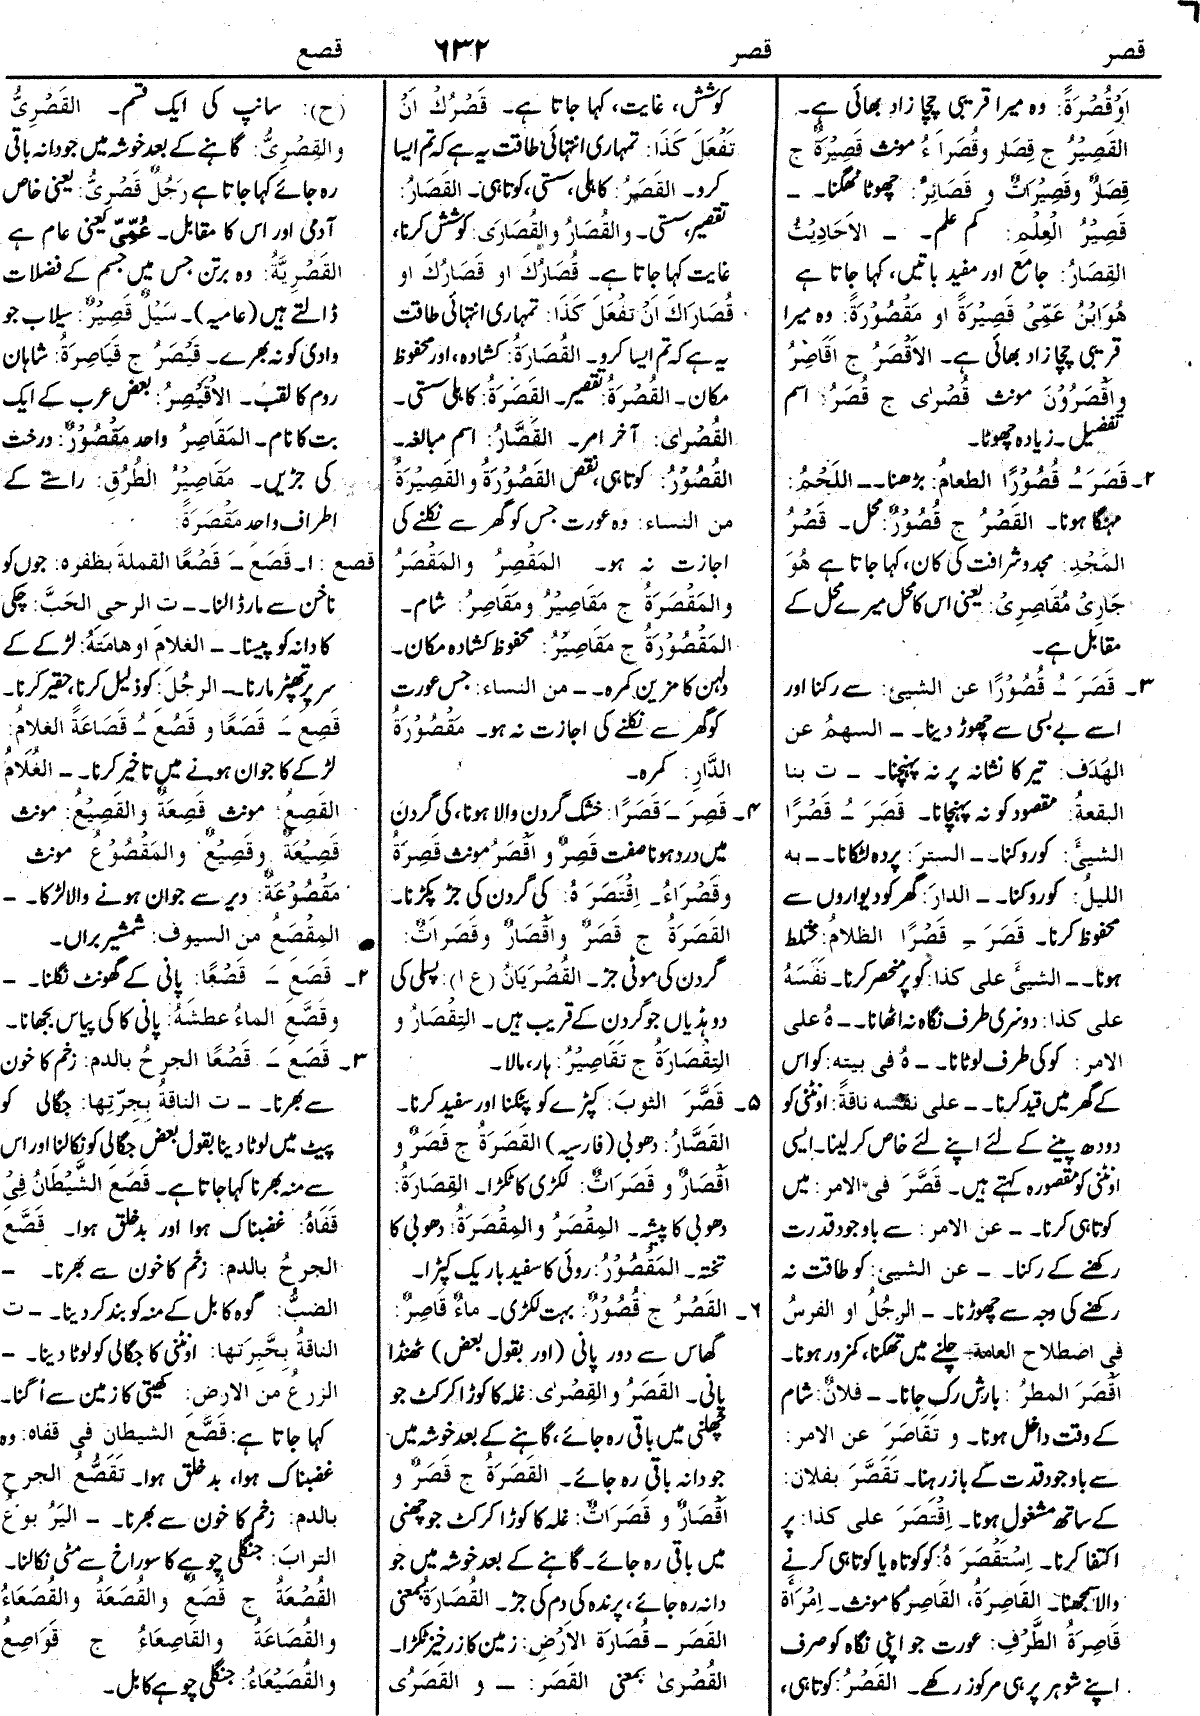 قصر قصر ۶۳۲ قصع
اَوْقُصْرَةً: وہ میرا قریبی چچا زاد بھائی ہے۔
القَصِیْرُ ج قِصَار وقُصَرَاءُ مونث قَصِیْرَةٌ ج
قِصَارٌ وقَصِیْرَاتٌ و قَصَائِرُ: چھوٹا ٹھگنا۔ –
قَصِیْرُ الْعِلْمِ: کم علم۔ – الاَحَادِیْثُ
القِصَارُ: جامع اور مفید باتیں، کہا جاتا ہے
هُوَابْنُ عَمِّیْ قَصِیْرَةً او مَقْصُوْرَةً: وہ میرا
قریبی چچا زاد بھائی ہے۔ الاَقْصَرُ ج اَقَاصِرُ
واَقْصَرُوْنَ مونث قُصْرٰی ج قُصَرُ: اسم
تفضیل۔ زیادہ چھوٹا۔
۲۔ قَصَرَ ـُ قُصُوْرًا الطعامُ: بڑھنا۔ – اللَحْمُ:
مہنگا ہونا۔ القَصْرُ ج قُصُوْرٌ: محل۔ قَصْرُ
المَجْدِ: مجدو شرافت کی کان، کہا جاتا ہے هُوَ
جَارِیْ مُقَاصِرِیْ: یعنی اس کا محل میرے محل کے
مقابل ہے۔
۳۔ قَصَرَ ـُ قُصُوْرًا عن الشیئ: سے رکنا اور
اسے بے بسی سے چھوڑ دینا۔ – السهمُ عن
الهَدَف: تیر کا نشانہ پر نہ پہنچنا۔ – ت بنا
البقعةُ: مقصود کو نہ پہنچانا۔ قَصَرَ ـُ قَصْرًا
الشیئَ: کو روکنا۔ – السترَ: پردہ لٹکانا۔ – به
اللیلُ: کو روکنا۔ – الدارَ: گھر کو دیواروں سے
محفوظ کرنا۔ قَصَرَ ـِ قَصْرًا الظلامُ: مختلط
ہونا۔ – الشیئَ علی کذا: کو پر منحصر کرنا۔ نَفْسَهُ
علی کذا: دوسری طرف نگاہ نہ اٹھانا۔ – هُ علی
الامر: کو کی طرف لوٹانا۔ – هُ فی بیته: کو اس
کے گھر میں قید کرنا۔ – علی نفسه ناقةً: اونٹنی کو
دودھ پینے کے لئے اپنے لئے خاص کر لینا۔ ایسی
اونٹنی کو مقصورہ کہتے ہیں۔ قَصَّرَ فی الامر: میں
کوتاہی کرنا۔ – عن الامر: سے باوجود قدرت
رکھنے کے رکنا۔ – عن الشیئ: کو طاقت نہ
رکھنے کی وجہ سے چھوڑنا۔ – الرجلُ او الفرسُ
فی اصطلاح العامة: چلنے میں تھکنا، کمزور ہونا۔
اَقْصَرَ المطرُ: بارش رک جانا۔ – فلانٌ: شام
کے وقت داخل ہونا۔ و تَقَاصَرَ عن الامر:
سے باوجود قدرت کے باز رہنا۔ تَقَصَّرَ بفلان:
کے ساتھ مشغول ہونا۔ اِقْتَصَرَ علی کذا: پر
اکتفا کرنا۔ اِسْتَقْصَرَهُ: کو کوتاہ یا کوتاہی کرنے
والا سمجھنا۔ القَاصِرَةُ، القَاصِر کا مونث۔ اِمْرَأة
قَاصِرَةُ الطَّرْفِ: عورت جو اپنی نگاہ کو صرف
اپنے شوہر پر ہی مرکوز رکھے۔ القَصْرُ: کوتاہی،
کوشش، غایت، کہا جاتا ہے۔ قَصْرُكَ اَنْ
تَفْعَلَ کَذَا: تمہاری انتہائی طاقت یہ ہے کہ تم ایسا
کرو۔ القَصَرُ: کاہلی، سستی، کوتاہی۔ القَصَارُ:
تقصیر، سستی۔ والقُصَارُ والقُصَارَی: کوشش کرنا،
غایت کہا جاتا ہے۔ قُصَارُكَ او قَصَارُكَ او
قُصَارَاكَ اَنْ تَفْعَلَ کَذَا: تمہاری انتہائی طاقت
یہ ہے کہ تم ایسا کرو۔ القُصَارَةُ: کشادہ، اور محفوظ
مکان۔ القُصْرَةُ: تقصیر۔ القَصَرَةُ: کاہلی سستی۔
القُصْرٰی: آخر امر۔ القَصَّارُ: اسم مبالغہ۔
القُصُوْرُ: کوتاہی، نقص القَصُوْرَةُ والقَصِیْرَةُ
من النساء: وہ عورت جس کو گھر سے نکلنے کی
اجازت نہ ہو۔ المَقْصِرُ والمَقْصَرُ
والمَقْصَرَةُ ج مَقَاصِیْرُ ومَقَاصِرُ: شام۔
المَقْصُوْرَةُ ج مَقَاصِیْرُ: محفوظ کشادہ مکان۔
دلہن کا مزین کمرہ۔ – من النساء: جس عورت
کو گھر سے نکلنے کی اجازت نہ ہو۔ مَقْصُوْرَةُ
الدَّارِ: کمرہ۔
۴۔ قَصِرَ ـَ قَصَرًا: خشک گردن والا ہونا، کی گردن
میں درد ہونا صفت قَصِرٌ و اَقْصَرُ مونث قَصِرَةٌ
وقَصْرَاءُ۔ اِقْتَصَرَهُ: کی گردن کی جڑ پکڑنا۔
القَصَرَةُ ج قَصَرٌ واَقْصَارٌ وقَصَرَاتٌ:
گردن کی موٹی جڑ۔ القُصْرَیَانُ (ع ا): پسلی کی
دو ہڈیاں جو گردن کے قریب ہیں۔ التِقْصَارُ و
التِقْصَارَةُ ج تَقَاصِیْرُ: ہار، مالا۔
۵۔ قَصَّرَ الثوبَ: کپڑے کو پٹکنا اور سفید کرنا۔
القَصَّارُ: دھوبی (فارسیہ) القَصَرَةُ ج قَصَرٌ و
اَقْصَارٌ و قَصَرَاتٌ: لکڑی کا ٹکڑا۔ القِصَارَةُ:
دھوبی کا پیشہ۔ المِقْصَرُ والمِقْصَرَةُ: دھوبی کا
تختہ۔ المَقْصُوْرُ: روئی کا سفید باریک کپڑا۔
۶۔ القَصْرُ ج قُصُوْرٌ: بہت لکڑی۔ ماءٌ قَاصِرٌ:
گھاس سے دور پانی (اور بقول بعض) ٹھنڈا
پانی۔ القَصَرُ والقِصْرٰی: غلہ کا کوڑا کرکٹ جو
چھلنی میں باقی رہ جائے، گاہنے کے بعد خوشہ میں
جو دانہ باقی رہ جائے۔ القَصَرَةُ ج قَصَرٌ و
اَقْصَارٌ و قَصَرَاتٌ: غلہ کا کوڑا کرکٹ جو چھنی
میں باقی رہ جائے۔ گاہنے کے بعد خوشہ میں جو
دانہ رہ جائے، پرندہ کی دم کی جڑ۔ القُصَارَةُ بمعنی
القَصَر – قُصَارَة الاَرْضِ: زمین کا زرخیز ٹکڑا۔
القُصْرَیٰ بمعنی القَصَر: – و القَصَرُی
(ح): سانپ کی ایک قسم۔ القَصْرِیُّ
والقِصْرِیُّ: گاہنے کے بعد خوشہ میں جو دانہ باقی
رہ جائے کہا جاتا ہے رَجُلٌ قَصْرِیٌّ: یعنی خاص
آدمی اور اس کا مقابل۔ عُمِّیٌّ یعنی عام ہے
القَصْرِیَّةُ: وہ برتن جس میں جسم کے فضلات
ڈالتے ہیں (عامیہ)۔ سَیْلٌ قَصِیْرٌ: سیلاب جو
وادی کو نہ بھرے۔ قَیْصَرُ ج قَیَاصِرَةُ: شاہان
روم کا لقب۔ الاُقَیْصِرُ: بعض عرب کے ایک
بت کا نام۔ المَقَاصِرُ واحد مَقْصُوْرٌ: درخت
کی جڑیں۔ مَقَاصِیْرُ الطُرُقِ: راستے کے
اطراف واحد مَقْصَرَةٌ:
قصع: ۱۔ قَصَعَ ـَ قَصْعًا القملةَ بظفره: جوں کو
ناخن سے مار ڈالنا۔ – ت الرحی الحَبَّ: چکی
کا دانہ کو پیسنا۔ – الغلامَ او هامَتَهُ: لڑکے کے
سر پر تھپڑ مارنا۔ – الرجلَ: کو ذلیل کرنا، حقیر کرنا۔
قَصِعَ ـَ قَصَعًا و قَصُعَ ـُ قَصَاعَةً الغلامُ:
لڑکے کا جوان ہونے میں تاخیر کرنا۔ – الغُلَامُ
القَصِعُ: مونث قَصِعَةٌ والقَصِیْعُ: مونث
قَصِیْعَةٌ وقَصِیْعٌ والمَقْصُوْعُ مونث
مَقْصُوْعَةٌ: دیر سے جوان ہونے والا لڑکا۔ –
المِقْصَعُ من السیوف: شمشیر براں۔
۲۔ قَصَعَ ـَ قَصْعًا: پانی کے گھونٹ نگلنا۔ –
وقَصَّعَ الماءُ عطشَهُ: پانی کا کی پیاس بجھانا۔
۳۔ قَصَعَ ـَ قَصْعًا الجرحُ بالدم: زخم کا خون
سے بھرنا۔ – ت الناقةُ بِجِرَّتِها: جگالی کو
پیٹ میں لوٹا دینا بقول بعض جگالی کو نکالنا اور اس
سے منہ بھرنا کہا جاتا ہے۔ قَصَعَ الشَّیْطَانُ فِیْ
قَفَاهُ: غضبناک ہوا اور بد خلق ہوا۔ قَصَّعَ
الجرحُ بالدم: زخم کا خون سے بھرنا۔ –
الضبُّ: گوہ کا بل کے منہ کو بند کر دینا۔ – ت
الناقةُ بِجَّبِرَتها: اونٹنی کا جگالی کو لوٹا دینا۔ –
الزرعُ من الارض: کھیتی کا زمین سے اُگنا۔
کہا جاتا ہے: قَصَّعَ الشیطان فی قفاہ: وہ
غضبناک ہوا، بد خلق ہوا۔ تَقَصَّعُ الجرح
بالدم: زخم کا خون سے بھرنا۔ – الیَرْبُوعُ
التراب: جنگلی چوہے کا سوراخ سے مٹی نکالنا۔
القُصْعَةُ ج قُصَعٌ والقُصَعَةُ والقُصَعَاءُ
والقُصَاعَةُ والقَاصِعَاءُ ج قَوَاصِعُ
والقُصَیْعَاءُ: جنگلی چوہے کا بل۔